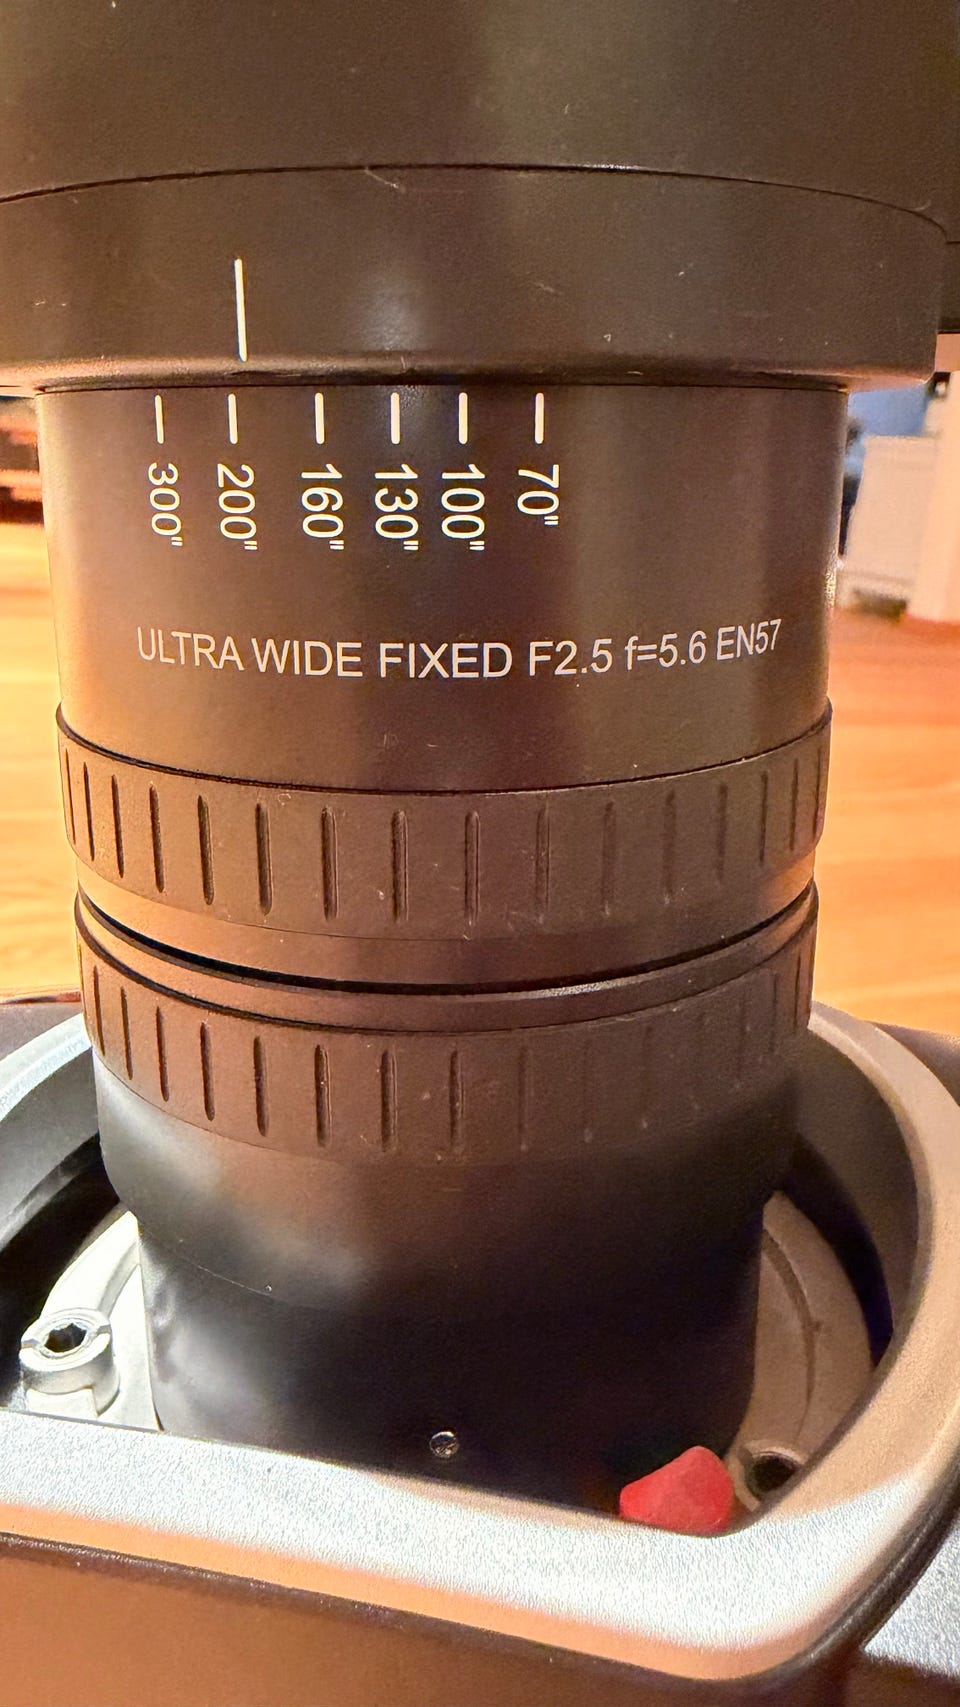 300" 200" 160" 130" 100" 70"
ULTRA WIDE FIXED F2.5 f=5.6 EN57